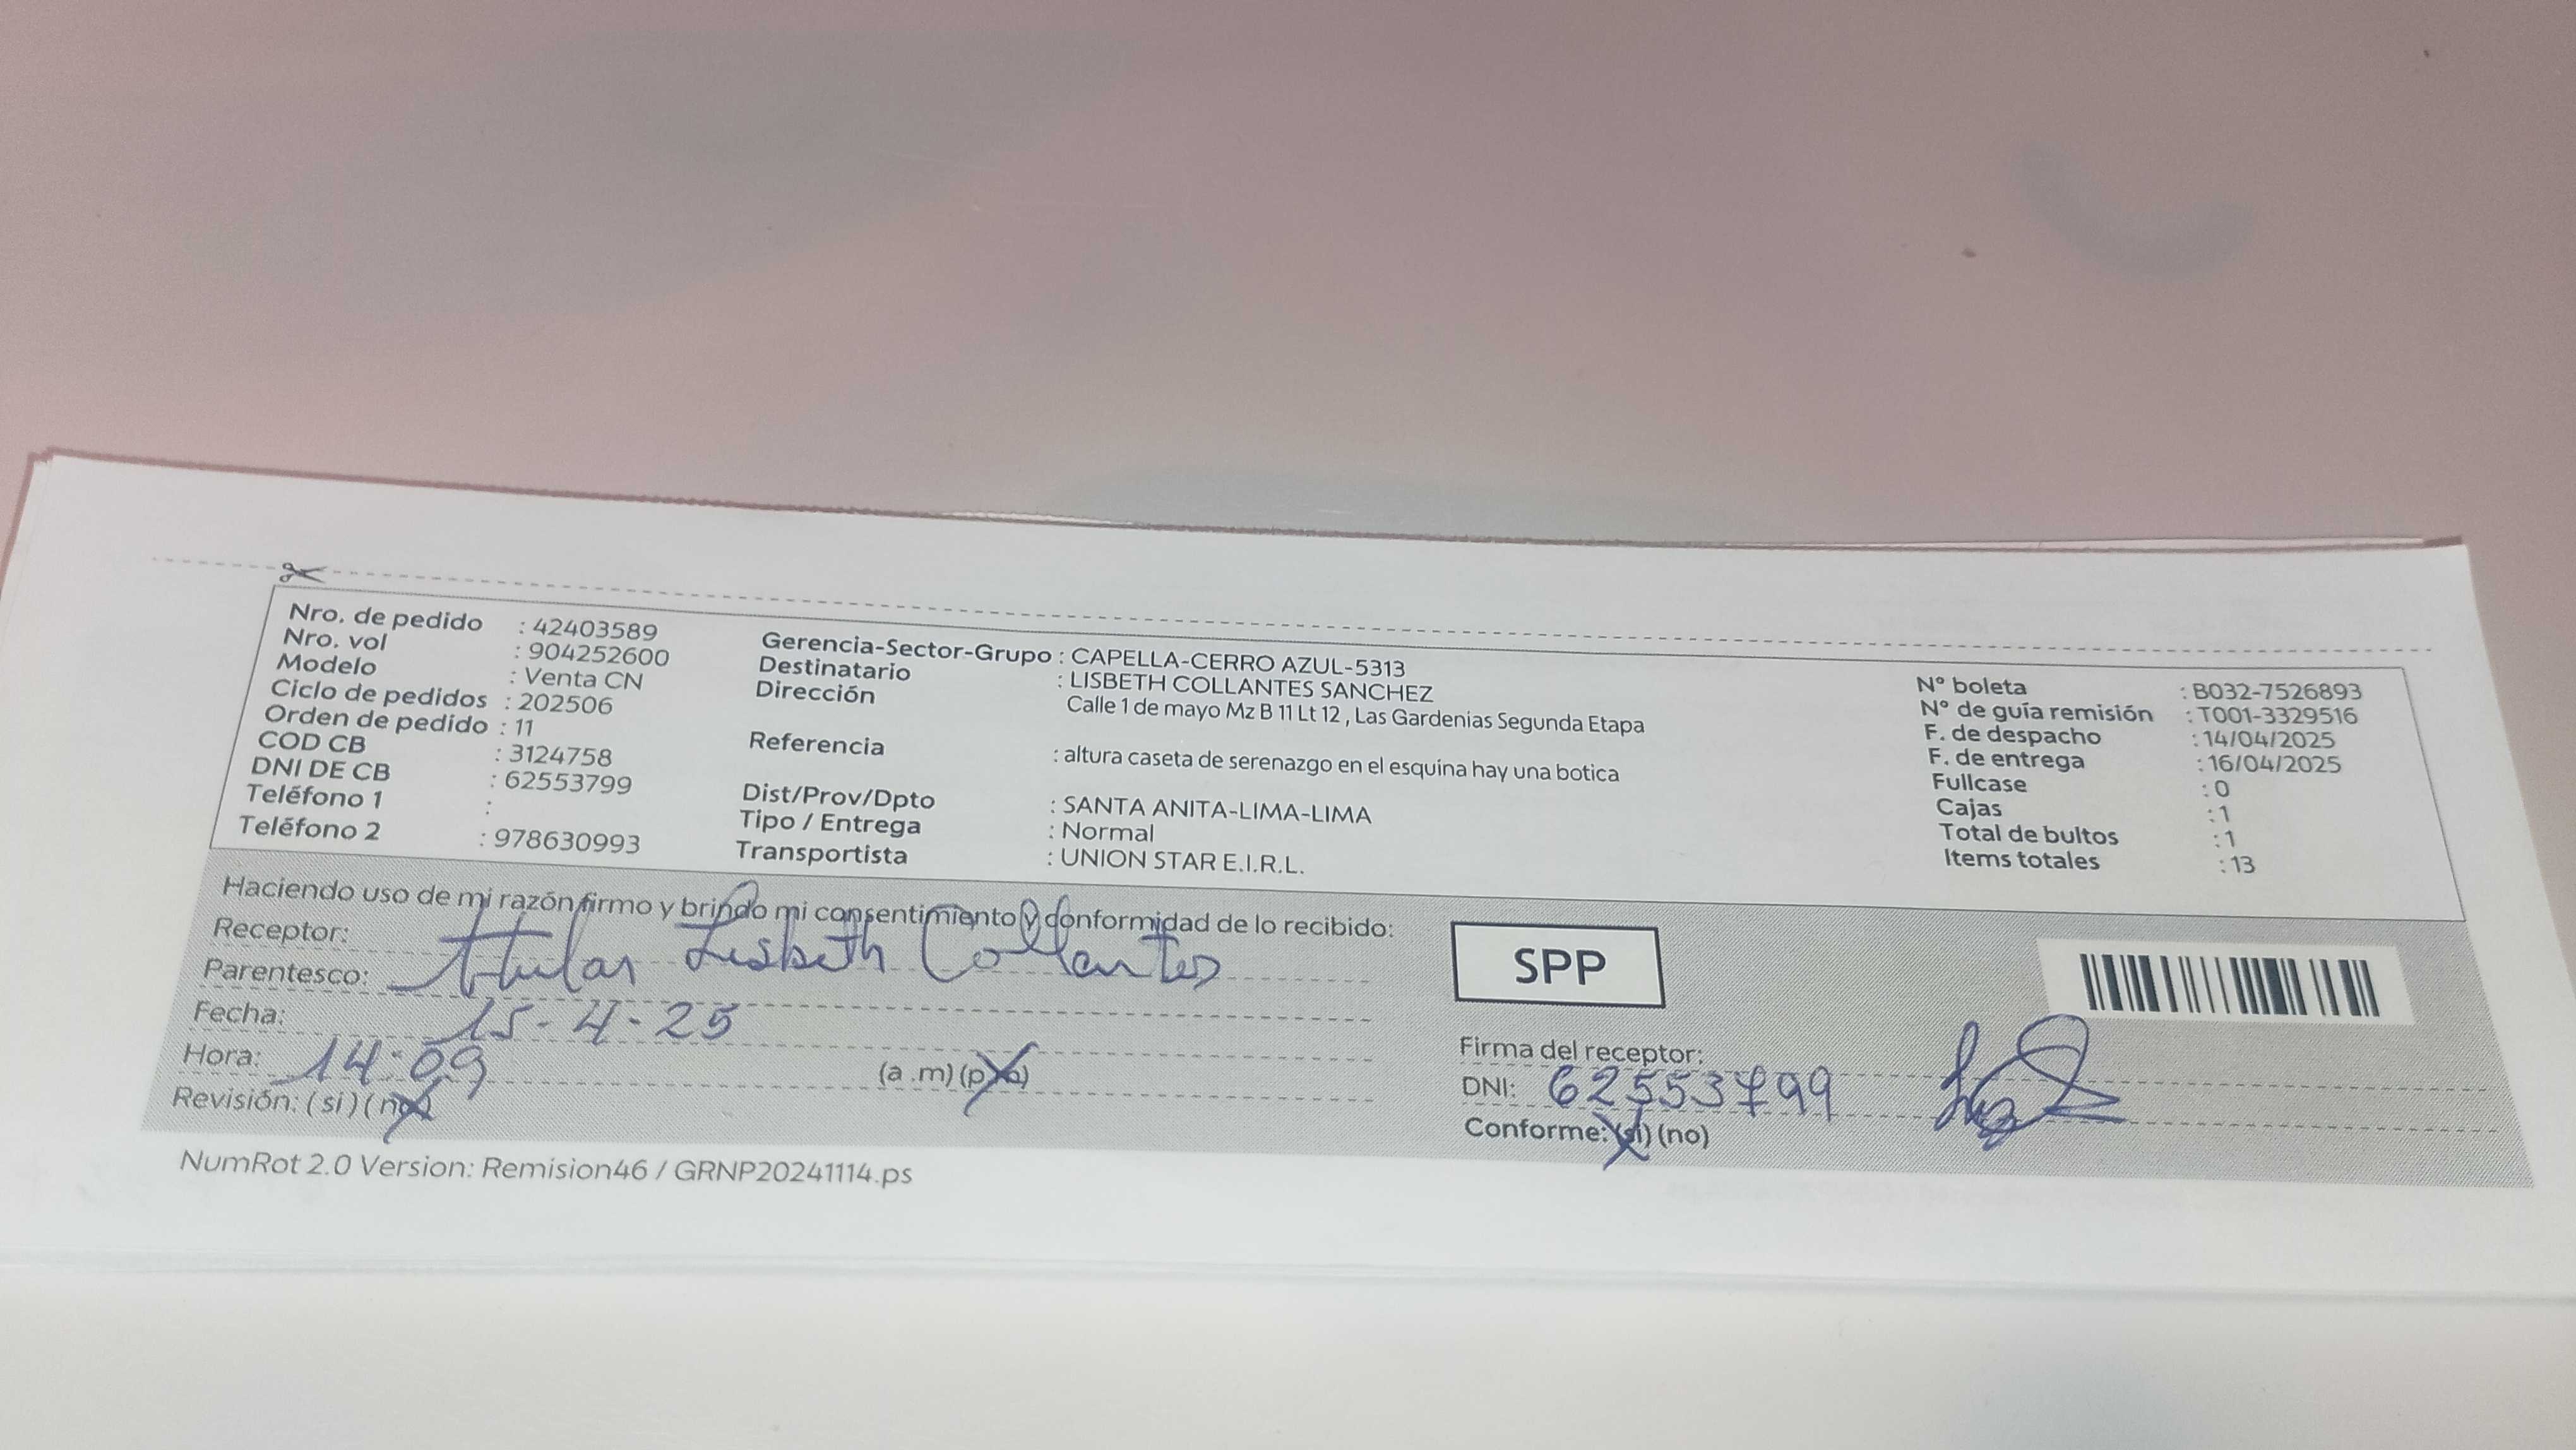 Nro. de pedido : 42403589
Nro. vol : 904252600
Modelo : Venta CN
Ciclo de pedidos : 202506
Orden de pedido : 11
COD CB : 3124758
DNI DE CB : 62553799
Teléfono 1 :
Teléfono 2 : 978630993
Gerencia-Sector-Grupo : CAPELLA-CERRO AZUL-5313
Destinatario : LISBETH COLLANTES SANCHEZ
Dirección Calle 1 de mayo Mz B 11 Lt 12 , Las Gardenias Segunda Etapa
Referencia : altura caseta de serenazgo en el esquina hay una botica
Dist/Prov/Dpto : SANTA ANITA-LIMA-LIMA
Tipo / Entrega : Normal
Transportista : UNION STAR E.I.R.L.
N° boleta : B032-7526893
N° de guía remisión : T001-3329516
F. de despacho : 14/04/2025
F. de entrega : 16/04/2025
Fullcase : 0
Cajas : 1
Total de bultos : 1
Items totales : 13
Haciendo uso de mi razón firmo y brindo mi consentimiento y conformidad de lo recibido:
Receptor:
Parentesco: titular Lisbeth Collantes
Fecha: 15-4-25
Hora: 14:09 (a .m) (p.m)
Revisión: ( si ) ( no )
SPP
Firma del receptor:
DNI: 62553799
Conforme: (si) (no)
NumRot 2.0 Version: Remision46 / GRNP20241114.ps